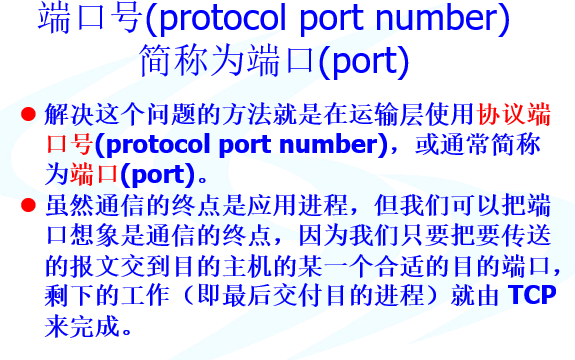 端口号(protocol port number)
简称为端口(port)
● 解决这个问题的方法就是在运输层使用协议端
口号(protocol port number)，或通常简称
为端口(port)。
● 虽然通信的终点是应用进程，但我们可以把端
口想象是通信的终点，因为我们只要把要传送
的报文交到目的主机的某一个合适的目的端口，
剩下的工作（即最后交付目的进程）就由 TCP
来完成。